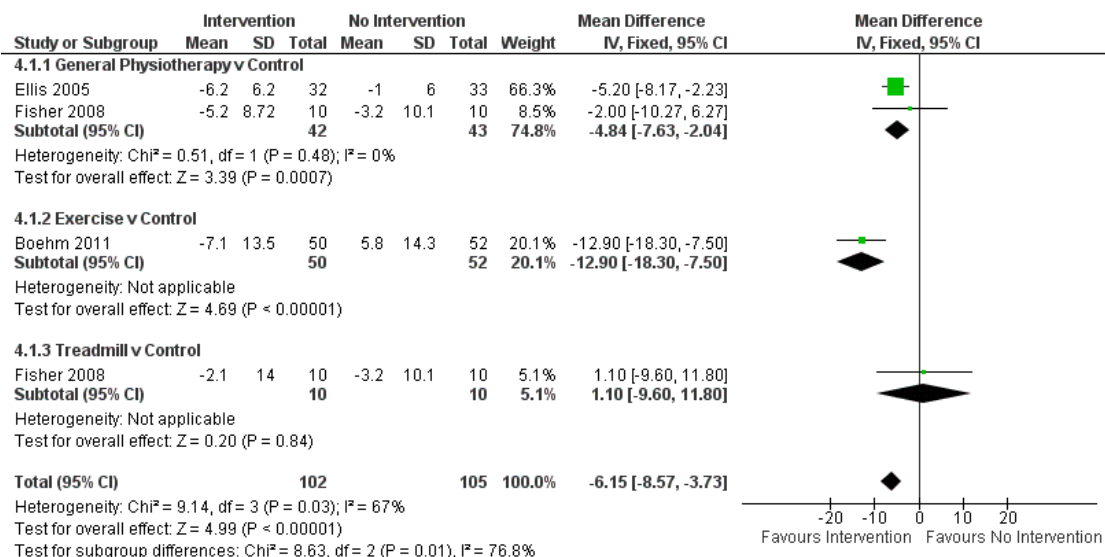 Intervention No Intervention Mean Difference Mean Difference
Study or Subgroup Mean SD Total Mean SD Total Weight IV, Fixed, 95% CI IV, Fixed, 95% CI
4.1.1 General Physiotherapy v Control
Ellis 2005 -6.2 6.2 32 -1 6 33 66.3% -5.20 [-8.17, -2.23]
Fisher 2008 -5.2 8.72 10 -3.2 10.1 10 8.5% -2.00 [-10.27, 6.27]
Subtotal (95% CI) 42 43 74.8% -4.84 [-7.63, -2.04]
Heterogeneity: Chi² = 0.51, df = 1 (P = 0.48); I² = 0%
Test for overall effect: Z = 3.39 (P = 0.0007)
4.1.2 Exercise v Control
Boehm 2011 -7.1 13.5 50 5.8 14.3 52 20.1% -12.90 [-18.30, -7.50]
Subtotal (95% CI) 50 52 20.1% -12.90 [-18.30, -7.50]
Heterogeneity: Not applicable
Test for overall effect: Z = 4.69 (P < 0.00001)
4.1.3 Treadmill v Control
Fisher 2008 -2.1 14 10 -3.2 10.1 10 5.1% 1.10 [-9.60, 11.80]
Subtotal (95% CI) 10 10 5.1% 1.10 [-9.60, 11.80]
Heterogeneity: Not applicable
Test for overall effect: Z = 0.20 (P = 0.84)
Total (95% CI) 102 105 100.0% -6.15 [-8.57, -3.73]
Heterogeneity: Chi² = 9.14, df = 3 (P = 0.03); I² = 67%
Test for overall effect: Z = 4.99 (P < 0.00001)
Test for subgroup differences: Chi² = 8.63, df = 2 (P = 0.01), I² = 76.8%
-20 -10 0 10 20
Favours Intervention Favours No Intervention